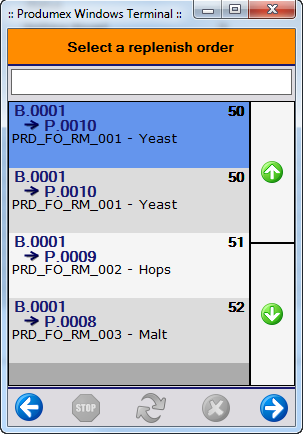 :: Produmex Windows Terminal ::
Select a replenish order
B.0001 50
→ P.0010
PRD_FO_RM_001 - Yeast
B.0001 50
→ P.0010
PRD_FO_RM_001 - Yeast
B.0001 51
→ P.0009
PRD_FO_RM_002 - Hops
B.0001 52
→ P.0008
PRD_FO_RM_003 - Malt
STOP